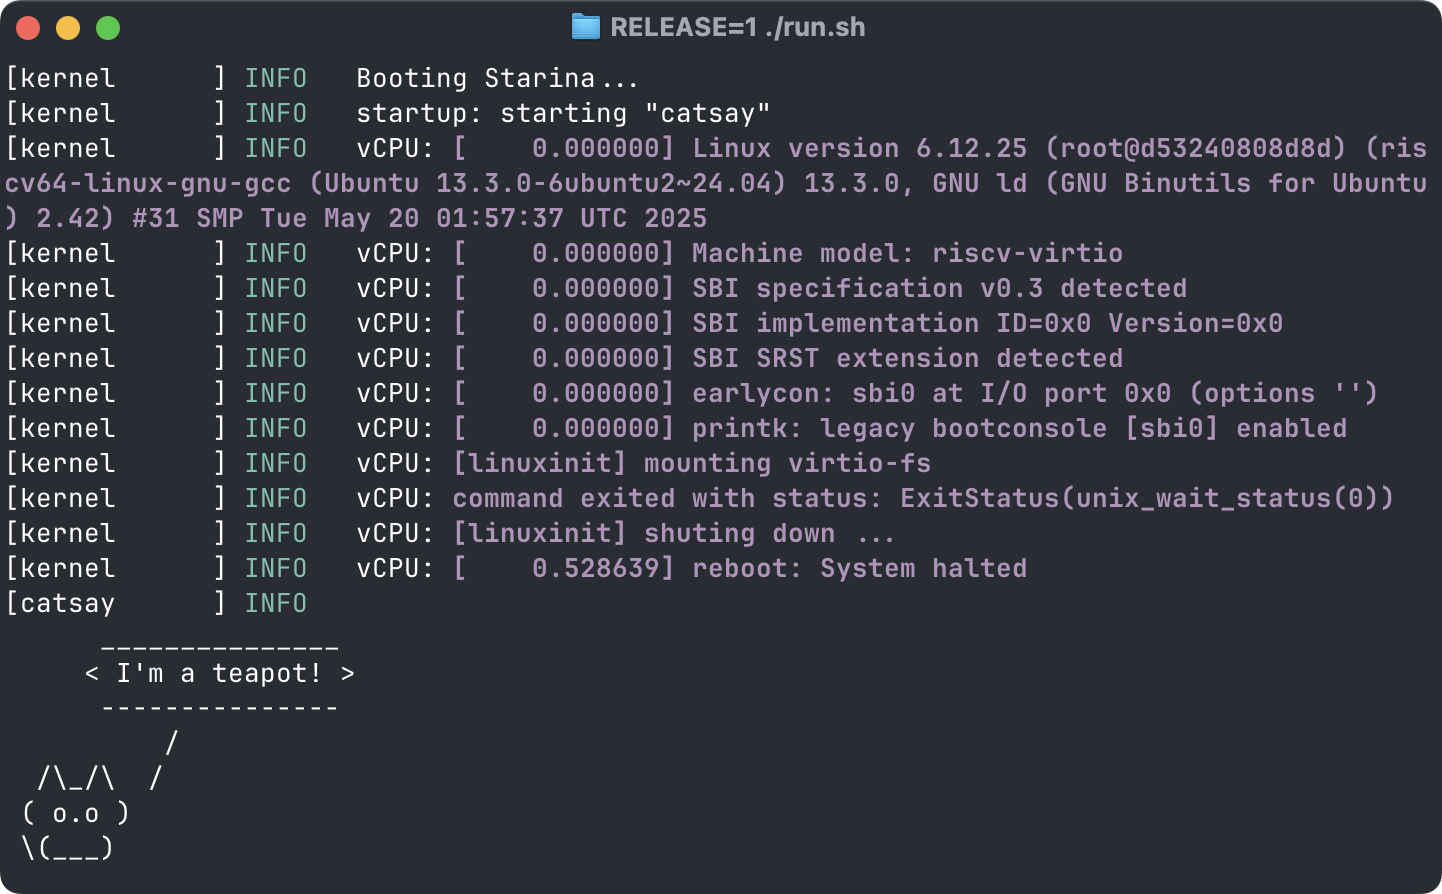 RELEASE=1 ./run.sh
[kernel      ] INFO   Booting Starina...
[kernel      ] INFO   startup: starting "catsay"
[kernel      ] INFO   vCPU: [    0.000000] Linux version 6.12.25 (root@d53240808d8d) (ris
cv64-linux-gnu-gcc (Ubuntu 13.3.0-6ubuntu2~24.04) 13.3.0, GNU ld (GNU Binutils for Ubuntu
) 2.42) #31 SMP Tue May 20 01:57:37 UTC 2025
[kernel      ] INFO   vCPU: [    0.000000] Machine model: riscv-virtio
[kernel      ] INFO   vCPU: [    0.000000] SBI specification v0.3 detected
[kernel      ] INFO   vCPU: [    0.000000] SBI implementation ID=0x0 Version=0x0
[kernel      ] INFO   vCPU: [    0.000000] SBI SRST extension detected
[kernel      ] INFO   vCPU: [    0.000000] earlycon: sbi0 at I/O port 0x0 (options '')
[kernel      ] INFO   vCPU: [    0.000000] printk: legacy bootconsole [sbi0] enabled
[kernel      ] INFO   vCPU: [linuxinit] mounting virtio-fs
[kernel      ] INFO   vCPU: command exited with status: ExitStatus(unix_wait_status(0))
[kernel      ] INFO   vCPU: [linuxinit] shuting down ...
[kernel      ] INFO   vCPU: [    0.528639] reboot: System halted
[catsay      ] INFO
      _______________
     < I'm a teapot! >
      ---------------
          /
  /\_/\  /
 ( o.o )
 \(___)